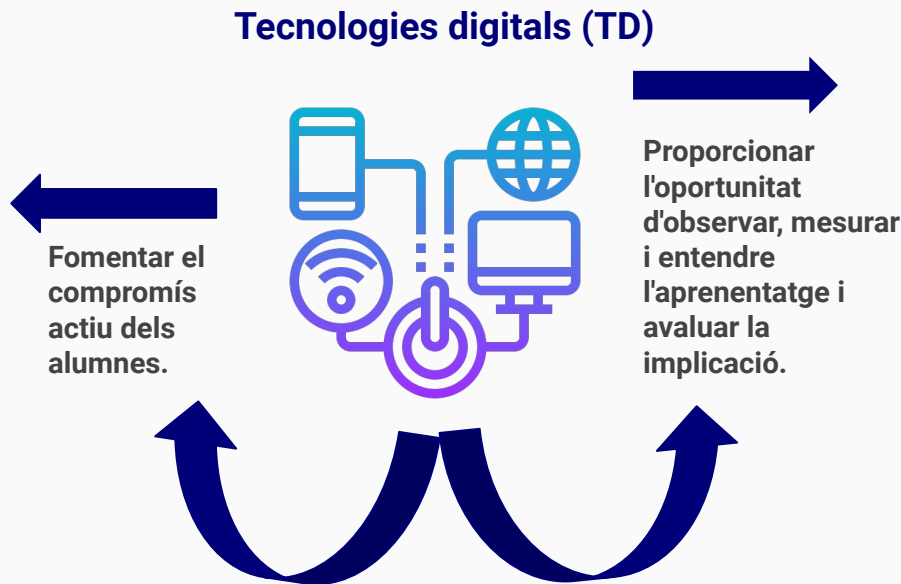 Tecnologies digitals (TD)
Fomentar el
compromís
actiu dels
alumnes.
Proporcionar
l'oportunitat
d'observar, mesurar
i entendre
l'aprenentatge i
avaluar la
implicació.